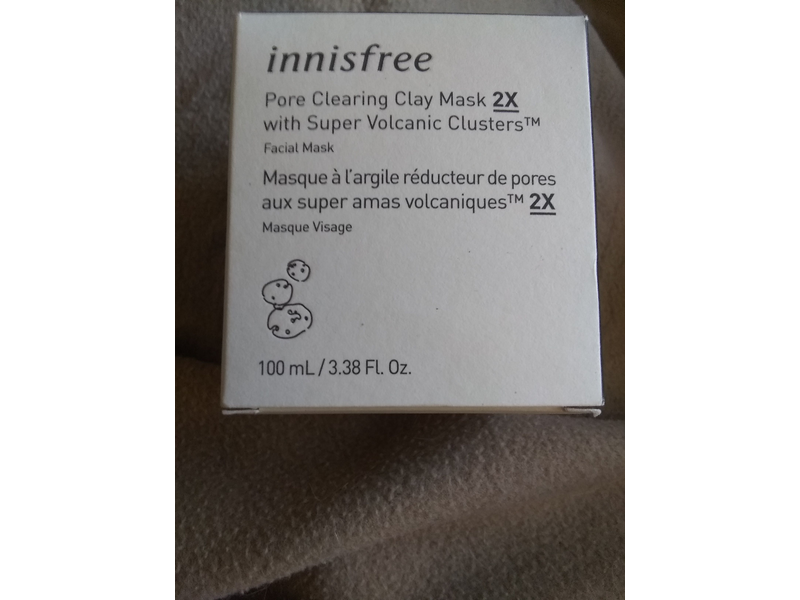 innisfree
Pore Clearing Clay Mask 2X
with Super Volcanic Clusters™
Facial Mask
Masque à l'argile réducteur de pores
aux super amas volcaniques™ 2X
Masque Visage
100 mL / 3.38 Fl. Oz.